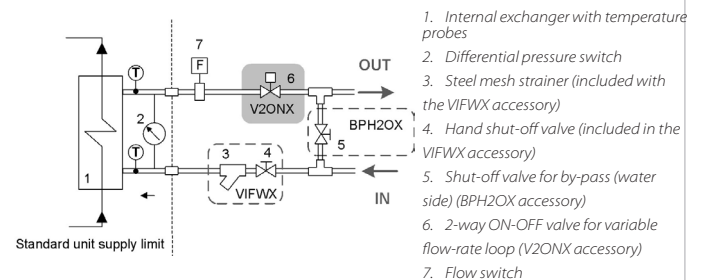 7
F
OUT
T
6
V2ONX
2
BPH2OX
5
T
3
4
1
VIFWX
IN
Standard unit supply limit
1. Internal exchanger with temperature
probes
2. Differential pressure switch
3. Steel mesh strainer (included with
the VIFWX accessory)
4. Hand shut-off valve (included in the
VIFWX accessory)
5. Shut-off valve for by-pass (water
side) (BPH2OX accessory)
6. 2-way ON-OFF valve for variable
flow-rate loop (V2ONX accessory)
7. Flow switch